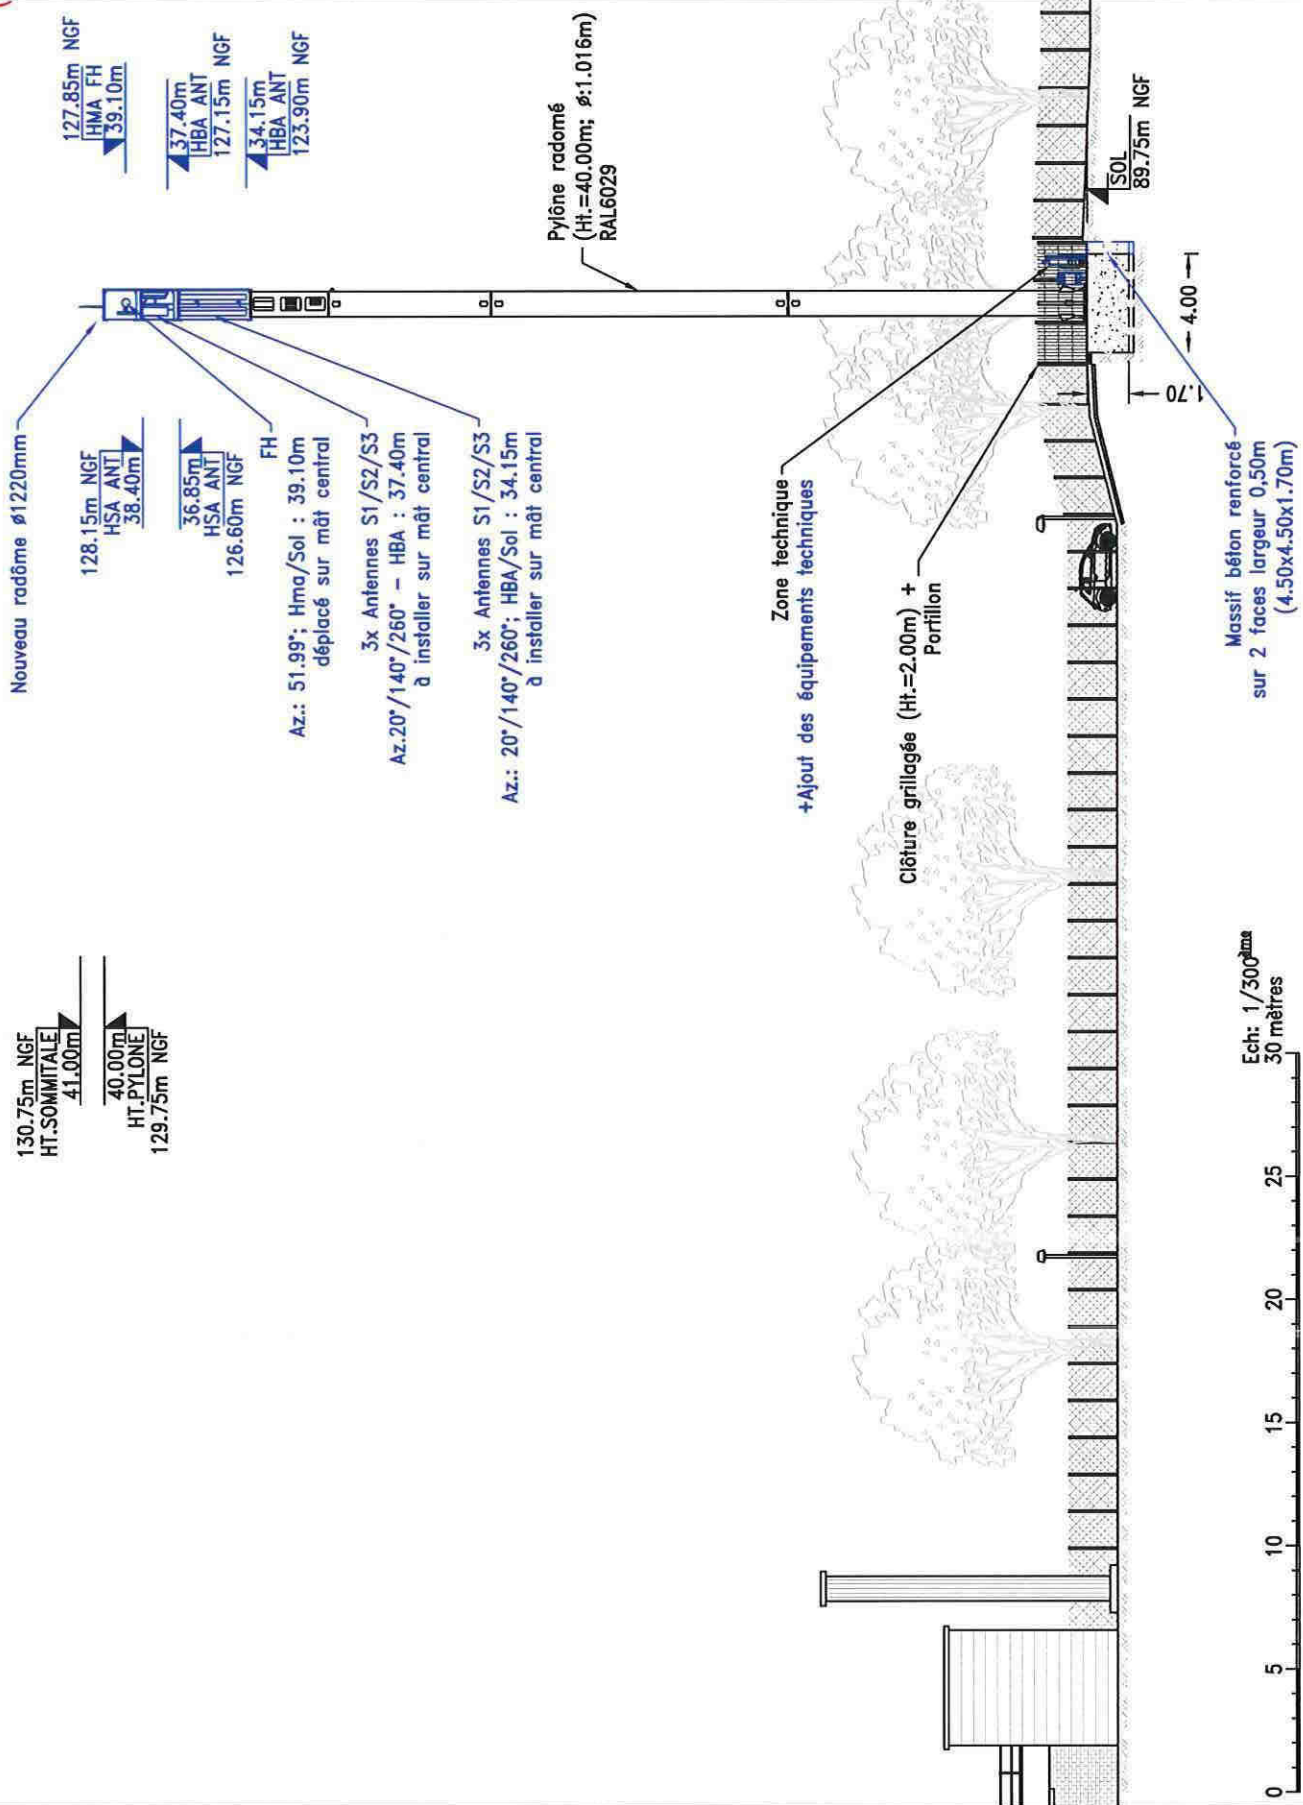 130.75m NGF
HT.SOMMITALE
41.00m
40.00m
HT.PYLONE
129.75m NGF
Nouveau radôme ø1220mm
128.15m NGF
HSA ANT
38.40m
36.85m
HSA ANT
126.60m NGF
FH
Az.: 51.99°; Hma/Sol : 39.10m
déplacé sur mât central
3x Antennes S1/S2/S3
Az.20°/140°/260° - HBA : 37.40m
à installer sur mât central
3x Antennes S1/S2/S3
Az.: 20°/140°/260°; HBA/Sol : 34.15m
à installer sur mât central
127.85m NGF
HMA FH
39.10m
37.40m
HBA ANT
127.15m NGF
34.15m
HBA ANT
123.90m NGF
Pylône radomé
(Ht.=40.00m; ø:1.016m)
RAL6029
Zone technique
+Ajout des équipements techniques
Clôture grillagée (Ht.=2.00m) +
Portillon
SOL
89.75m NGF
4.00
1.70
Massif béton renforcé
sur 2 faces largeur 0,50m
(4.50x4.50x1.70m)
Ech: 1/300ème
0 5 10 15 20 25 30 mètres